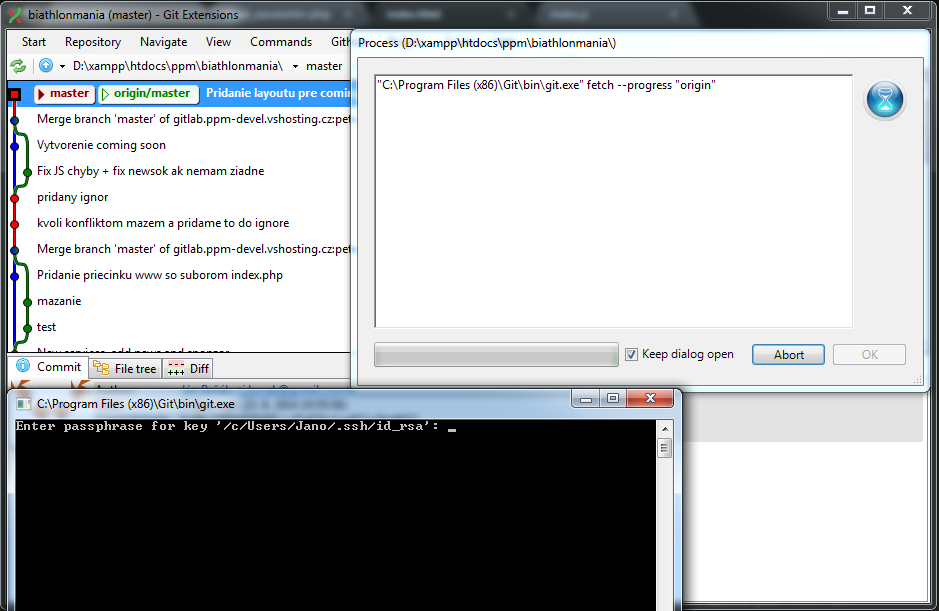 biathlonmania (master) - Git Extensions
Start Repository Navigate View Commands Gith
D:\xampp\htdocs\ppm\biathlonmania\ master
master origin/master Pridanie layoutu pre comin
Merge branch 'master' of gitlab.ppm-devel.vshosting.cz:pet
Vytvorenie coming soon
Fix JS chyby + fix newsok ak nemam ziadne
pridany ignor
kvoli konfliktom mazem a pridame to do ignore
Merge branch 'master' of gitlab.ppm-devel.vshosting.cz:pet
Pridanie priecinku www so suborom index.php
mazanie
test
Commit File tree Diff
Process (D:\xampp\htdocs\ppm\biathlonmania\)
"C:\Program Files (x86)\Git\bin\git.exe" fetch --progress "origin"
Keep dialog open Abort OK
C:\Program Files (x86)\Git\bin\git.exe
Enter passphrase for key '/c/Users/Jano/.ssh/id_rsa': _